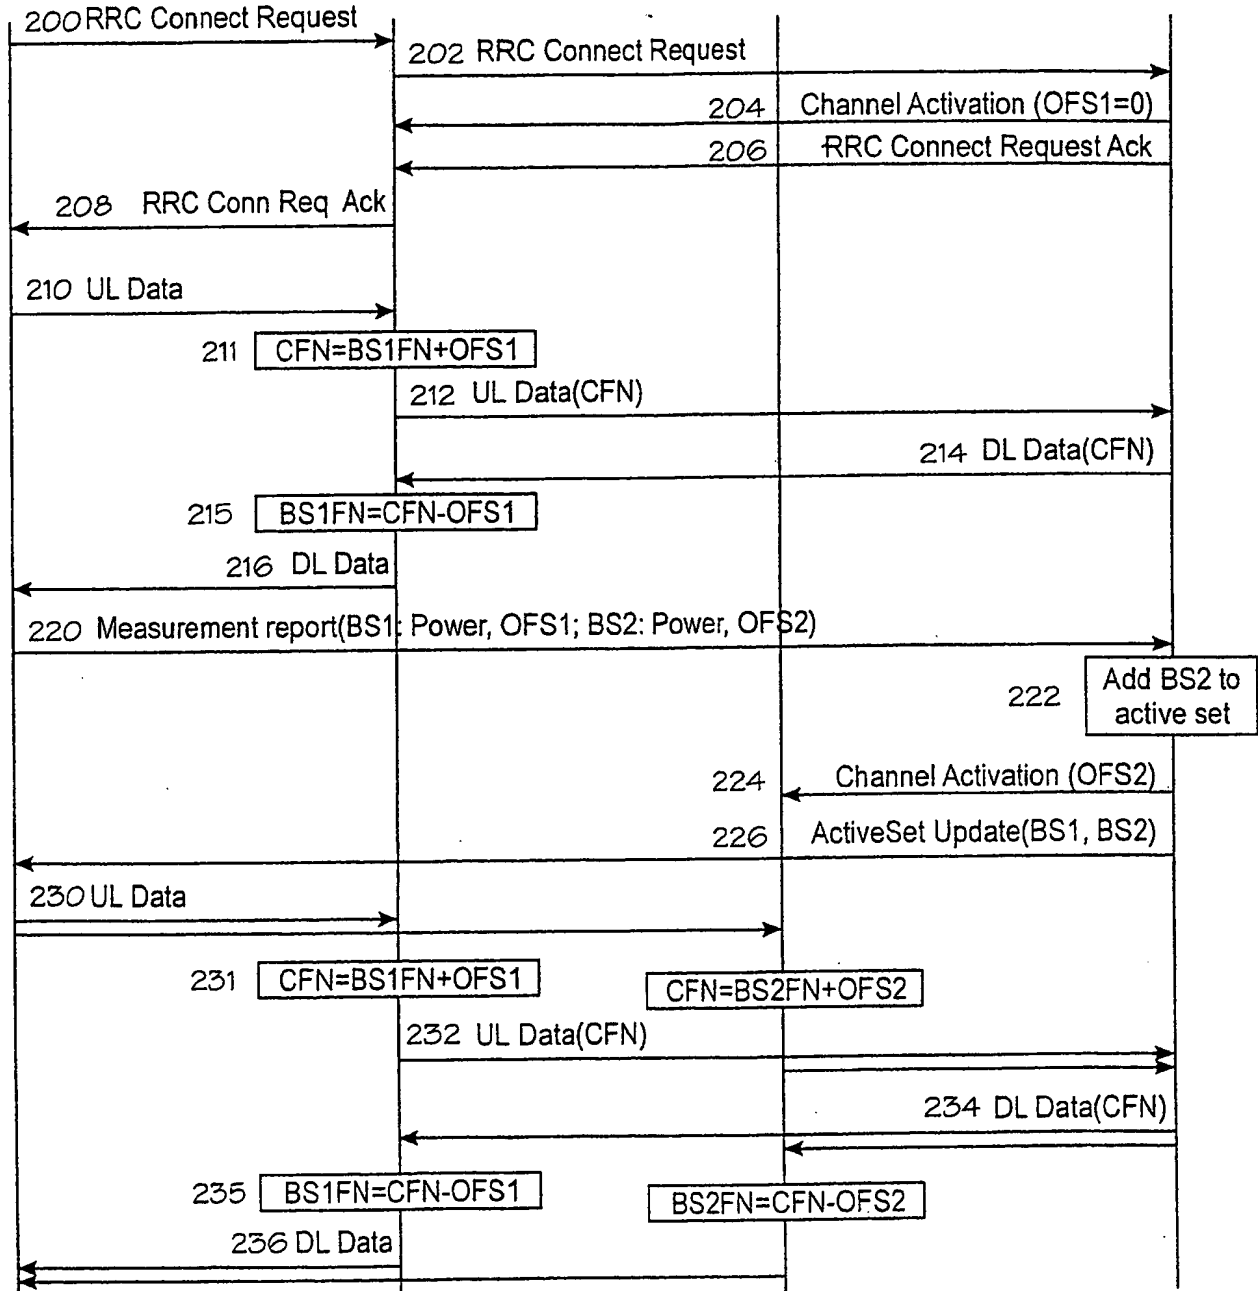 200 RRC Connect Request
202 RRC Connect Request
204 Channel Activation (OFS1=0)
206 RRC Connect Request Ack
208 RRC Conn Req Ack
210 UL Data
211 CFN=BS1FN+OFS1
212 UL Data(CFN)
214 DL Data(CFN)
215 BS1FN=CFN-OFS1
216 DL Data
220 Measurement report(BS1: Power, OFS1; BS2: Power, OFS2)
222 Add BS2 to
active set
224 Channel Activation (OFS2)
226 ActiveSet Update(BS1, BS2)
230 UL Data
231 CFN=BS1FN+OFS1 CFN=BS2FN+OFS2
232 UL Data(CFN)
234 DL Data(CFN)
235 BS1FN=CFN-OFS1 BS2FN=CFN-OFS2
236 DL Data